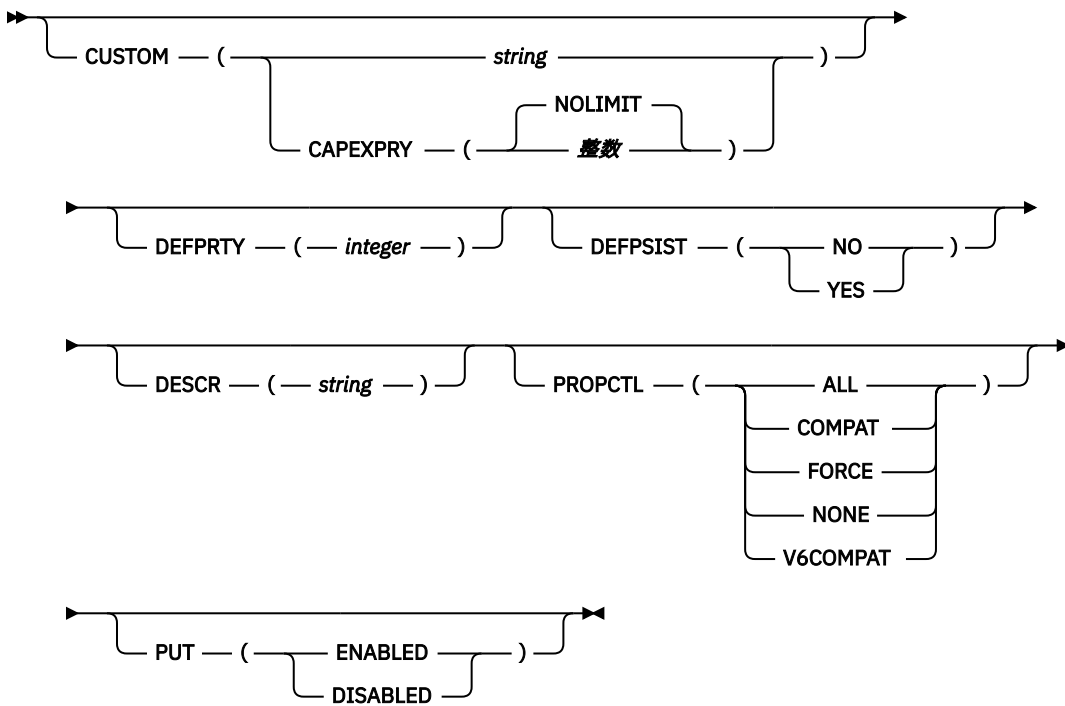 CUSTOM ( string )
NOLIMIT
CAPEXPRY ( 整数 )
DEFPRTY ( integer ) DEFPSIST ( NO )
YES
DESCR ( string ) PROPCTL ( ALL )
COMPAT
FORCE
NONE
V6COMPAT
PUT ( ENABLED )
DISABLED